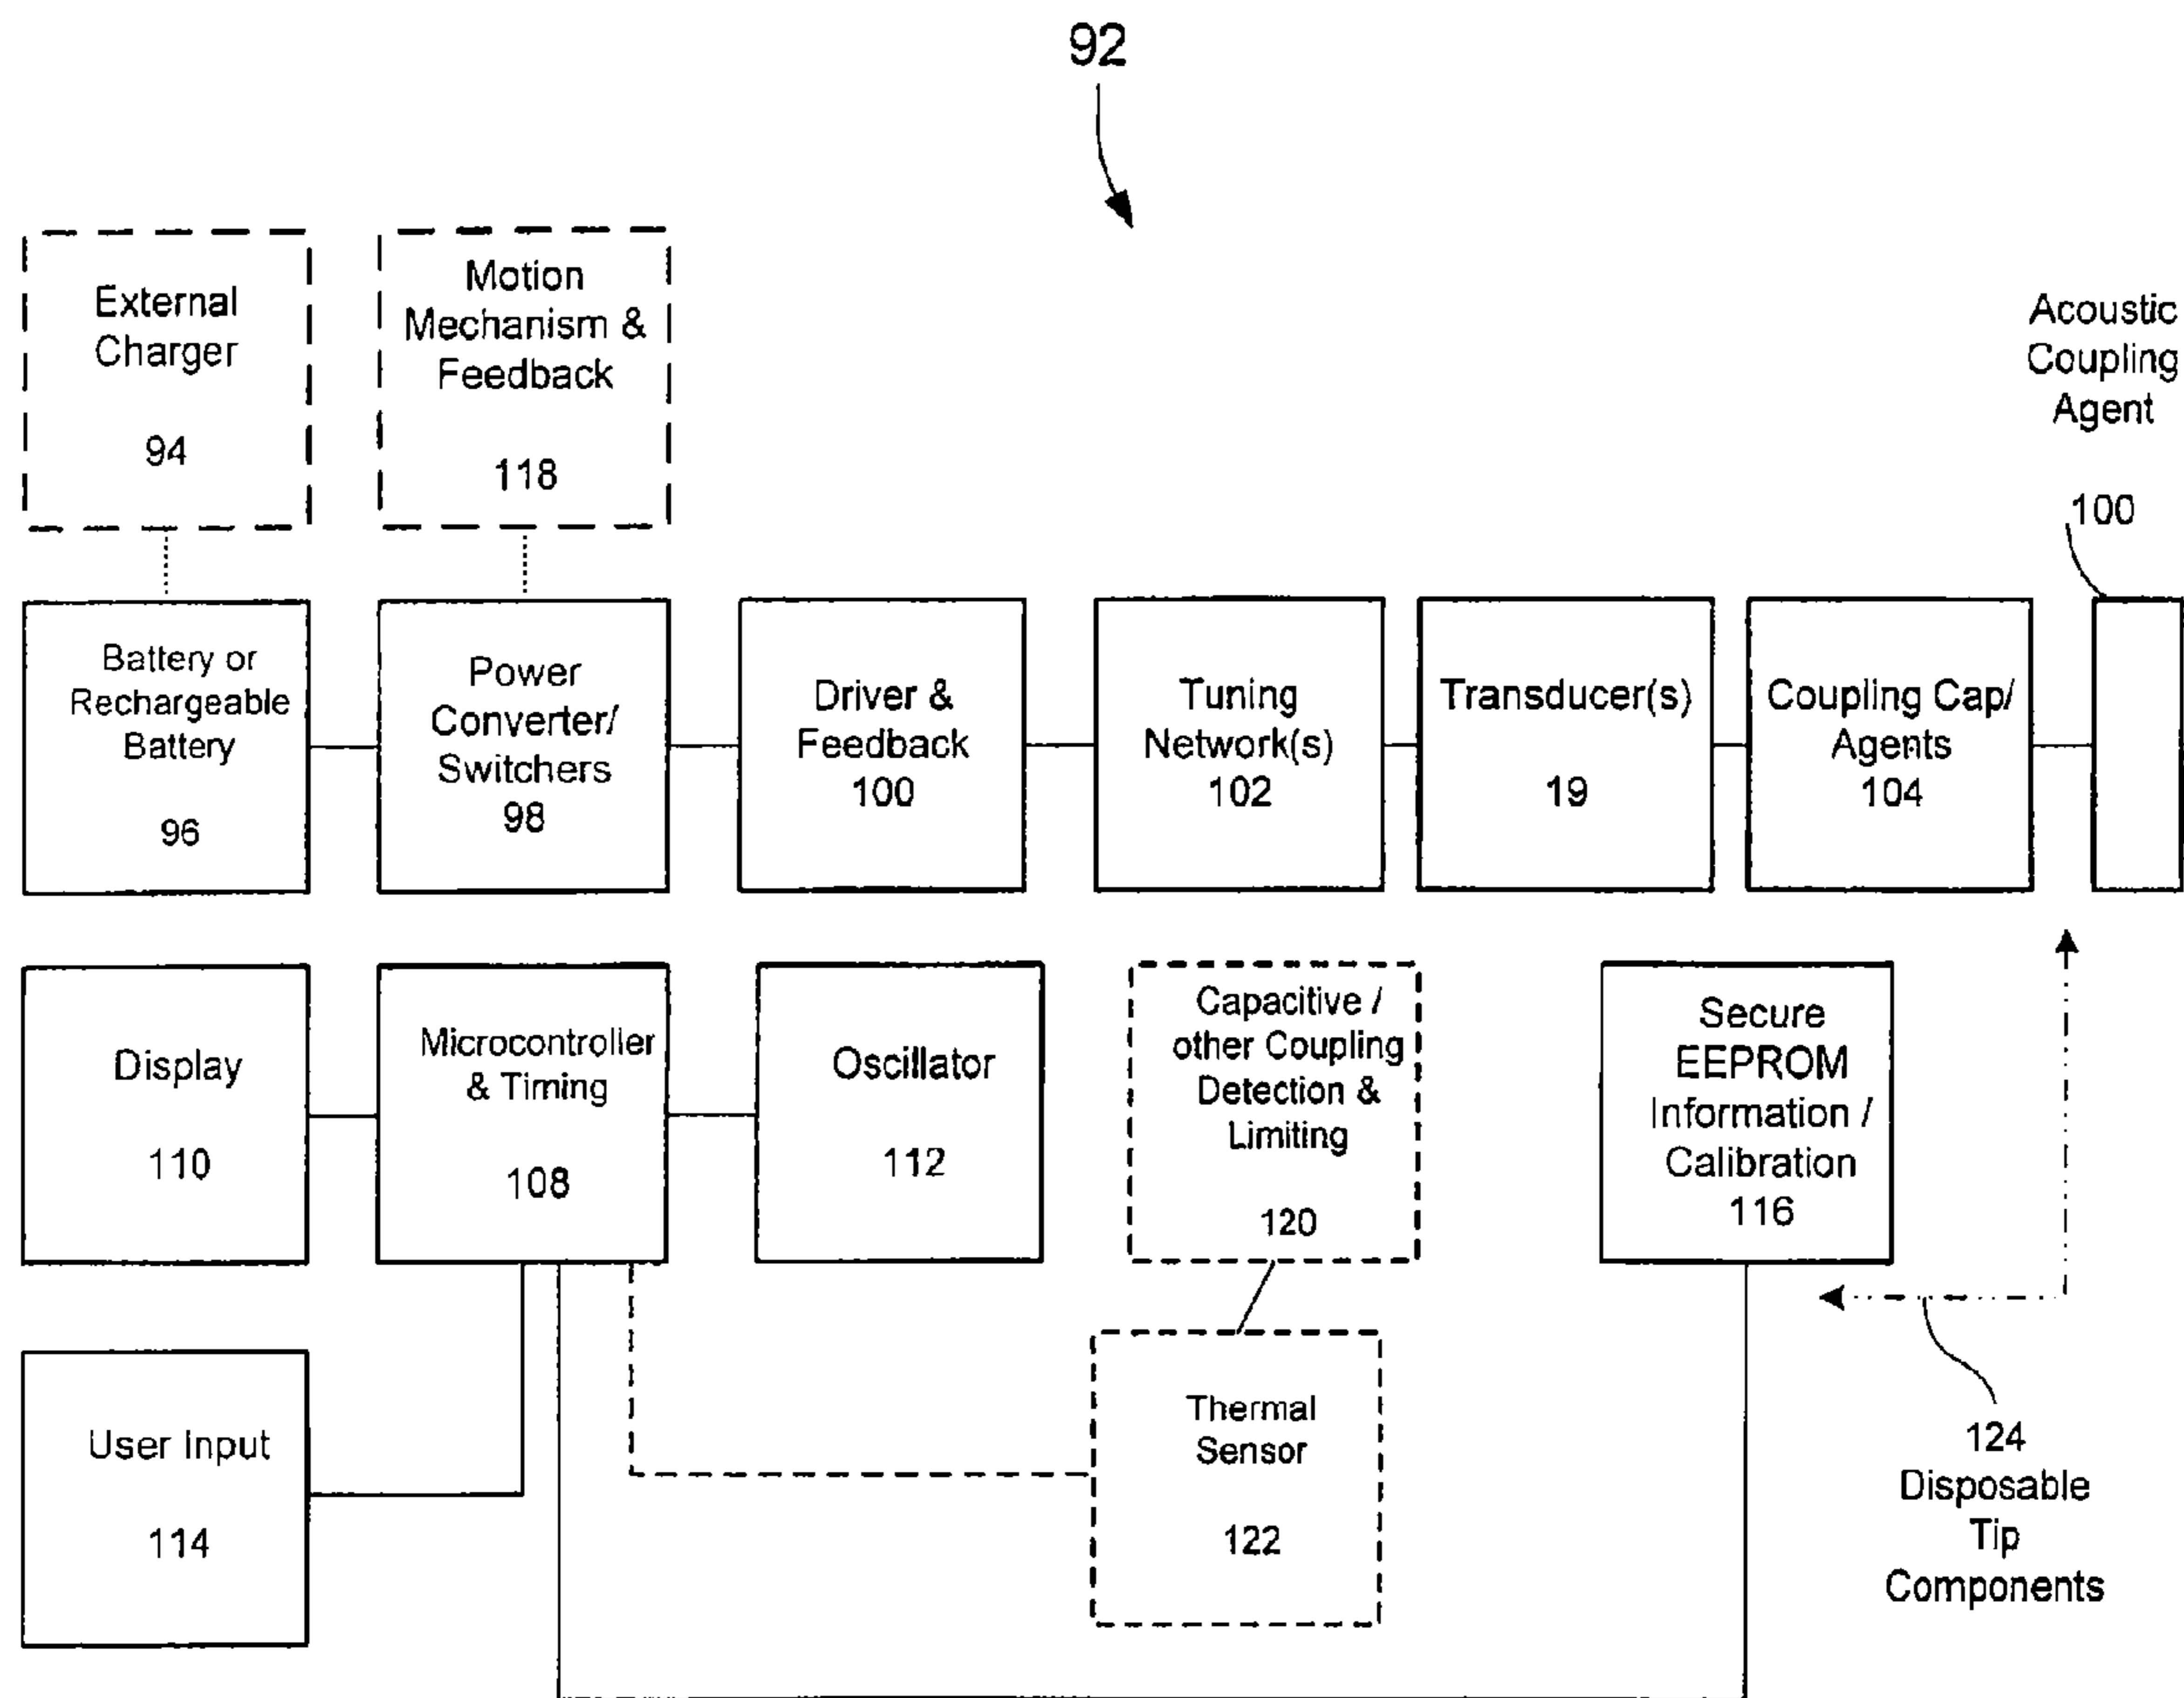 92
External
Charger
94
Motion
Mechanism &
Feedback
118
Acoustic
Coupling
Agent
100
Battery or
Rechargeable
Battery
96
Power
Converter/
Switchers
98
Driver &
Feedback
100
Tuning
Network(s)
102
Transducer(s)
19
Coupling Cap/
Agents
104
Display
110
Microcontroller
& Timing
108
Oscillator
112
Capacitive /
other Coupling
Detection &
Limiting
120
Secure
EEPROM
Information /
Calibration
116
User Input
114
Thermal
Sensor
122
124
Disposable
Tip
Components